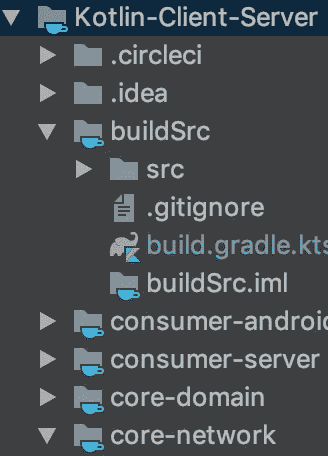 Kotlin-Client-Server
.circleci
.idea
buildSrc
src
.gitignore
build.gradle.kts
buildSrc.iml
consumer-android
consumer-server
core-domain
core-network